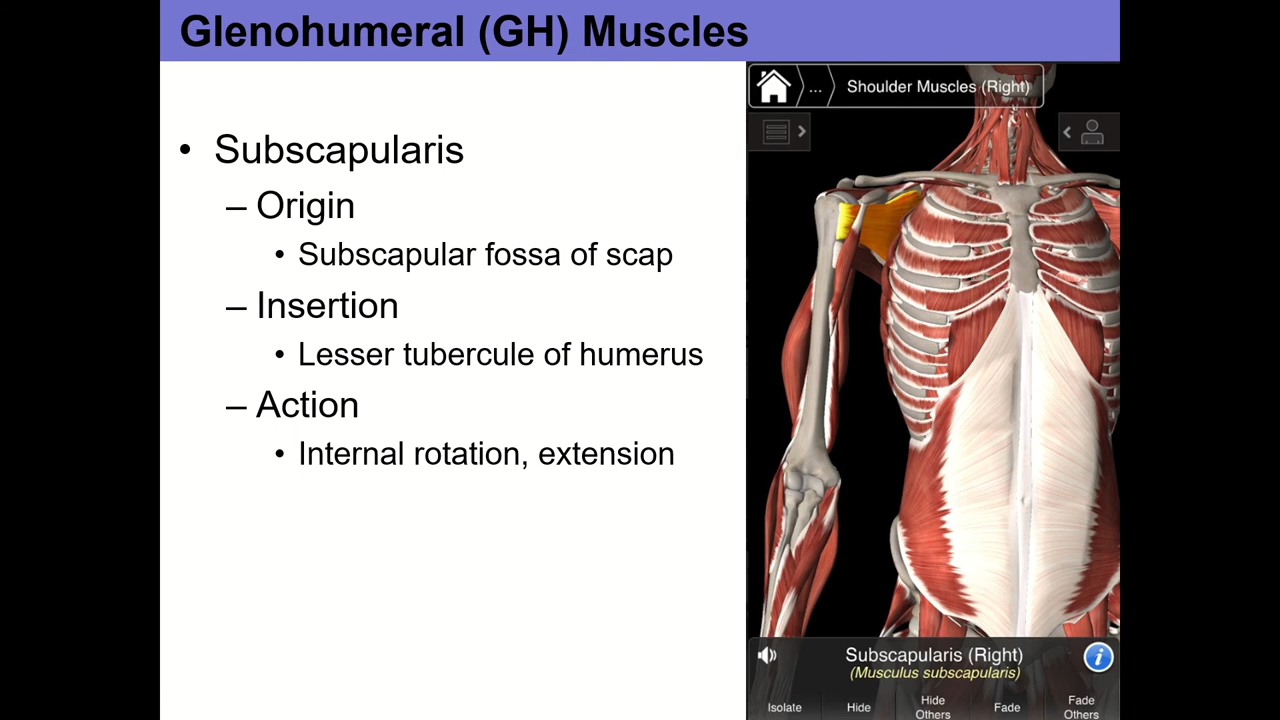 Glenohumeral (GH) Muscles
• Subscapularis
– Origin
• Subscapular fossa of scap
– Insertion
• Lesser tubercule of humerus
– Action
• Internal rotation, extension
... Shoulder Muscles (Right)
Subscapularis (Right)
(Musculus subscapularis)
Isolate
Hide
Hide
Others
Fade
Fade
Others